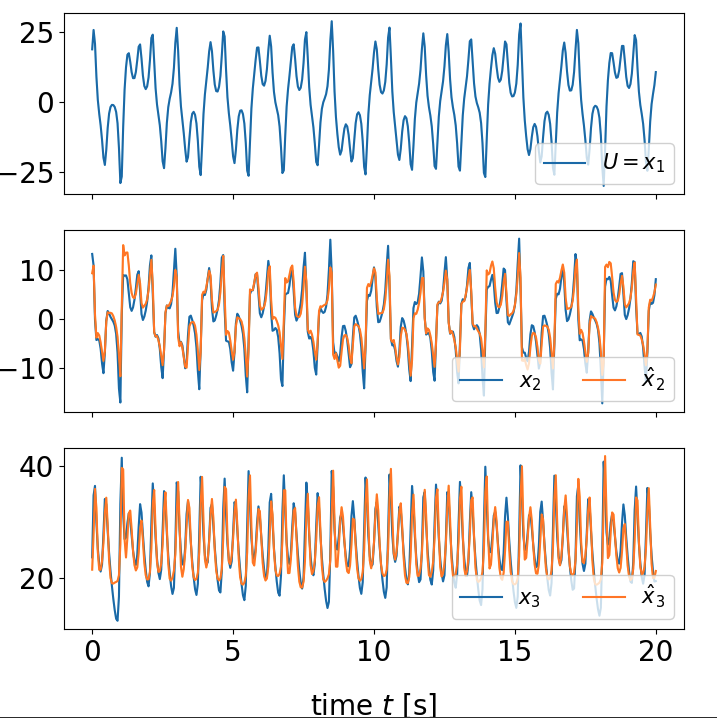 25
0
−25
U = x₁
10
0
−10
x₂
x̂₂
40
20
x₃
x̂₃
0 5 10 15 20
time t [s]